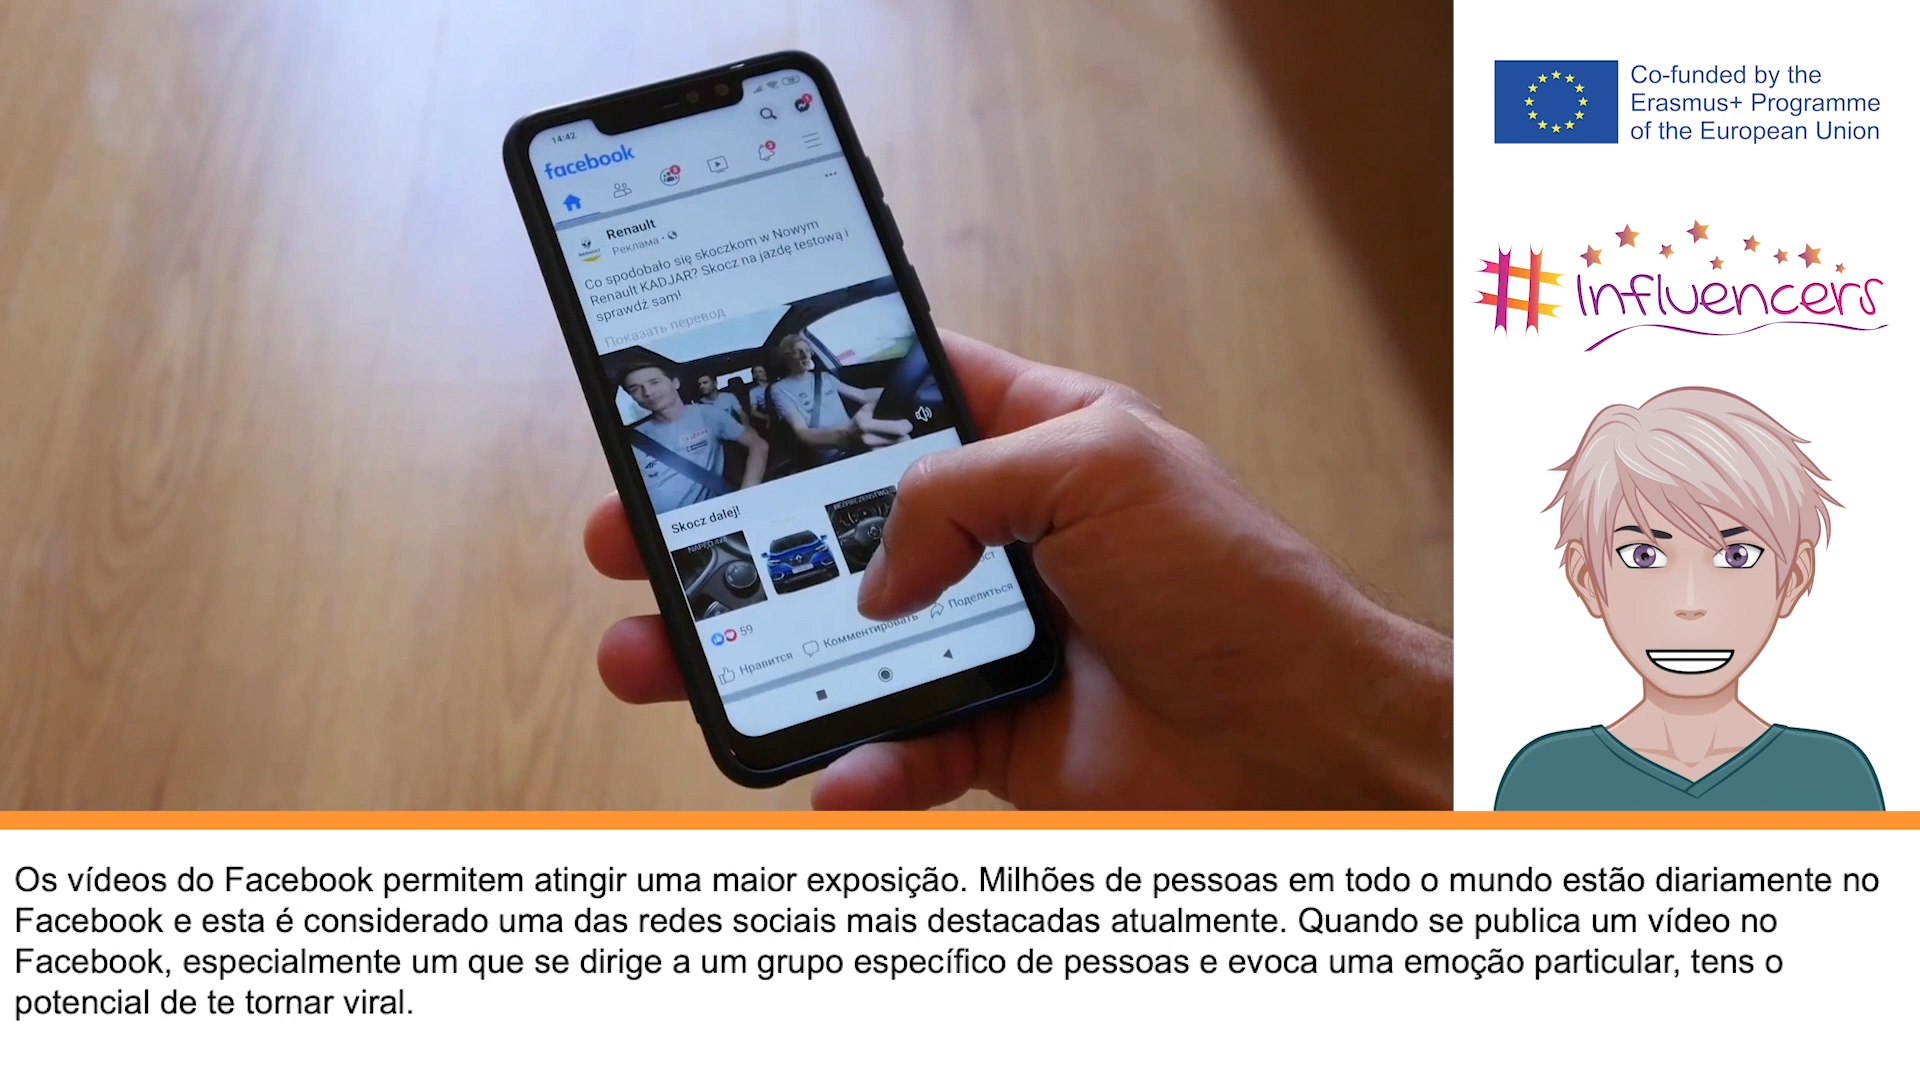 14:42
facebook
Renault
Реклама
Co spodobało się skoczkom w Nowym
Renault KADJAR? Skocz na jazdę testową i
sprawdź sam!
Показать перевод
Skocz dalej!
NAPĘD 4x4
59
Нравится
Комментировать
Поделиться
Co-funded by the
Erasmus+ Programme
of the European Union
#Influencers
Os vídeos do Facebook permitem atingir uma maior exposição. Milhões de pessoas em todo o mundo estão diariamente no
Facebook e esta é considerado uma das redes sociais mais destacadas atualmente. Quando se publica um vídeo no
Facebook, especialmente um que se dirige a um grupo específico de pessoas e evoca uma emoção particular, tens o
potencial de te tornar viral.